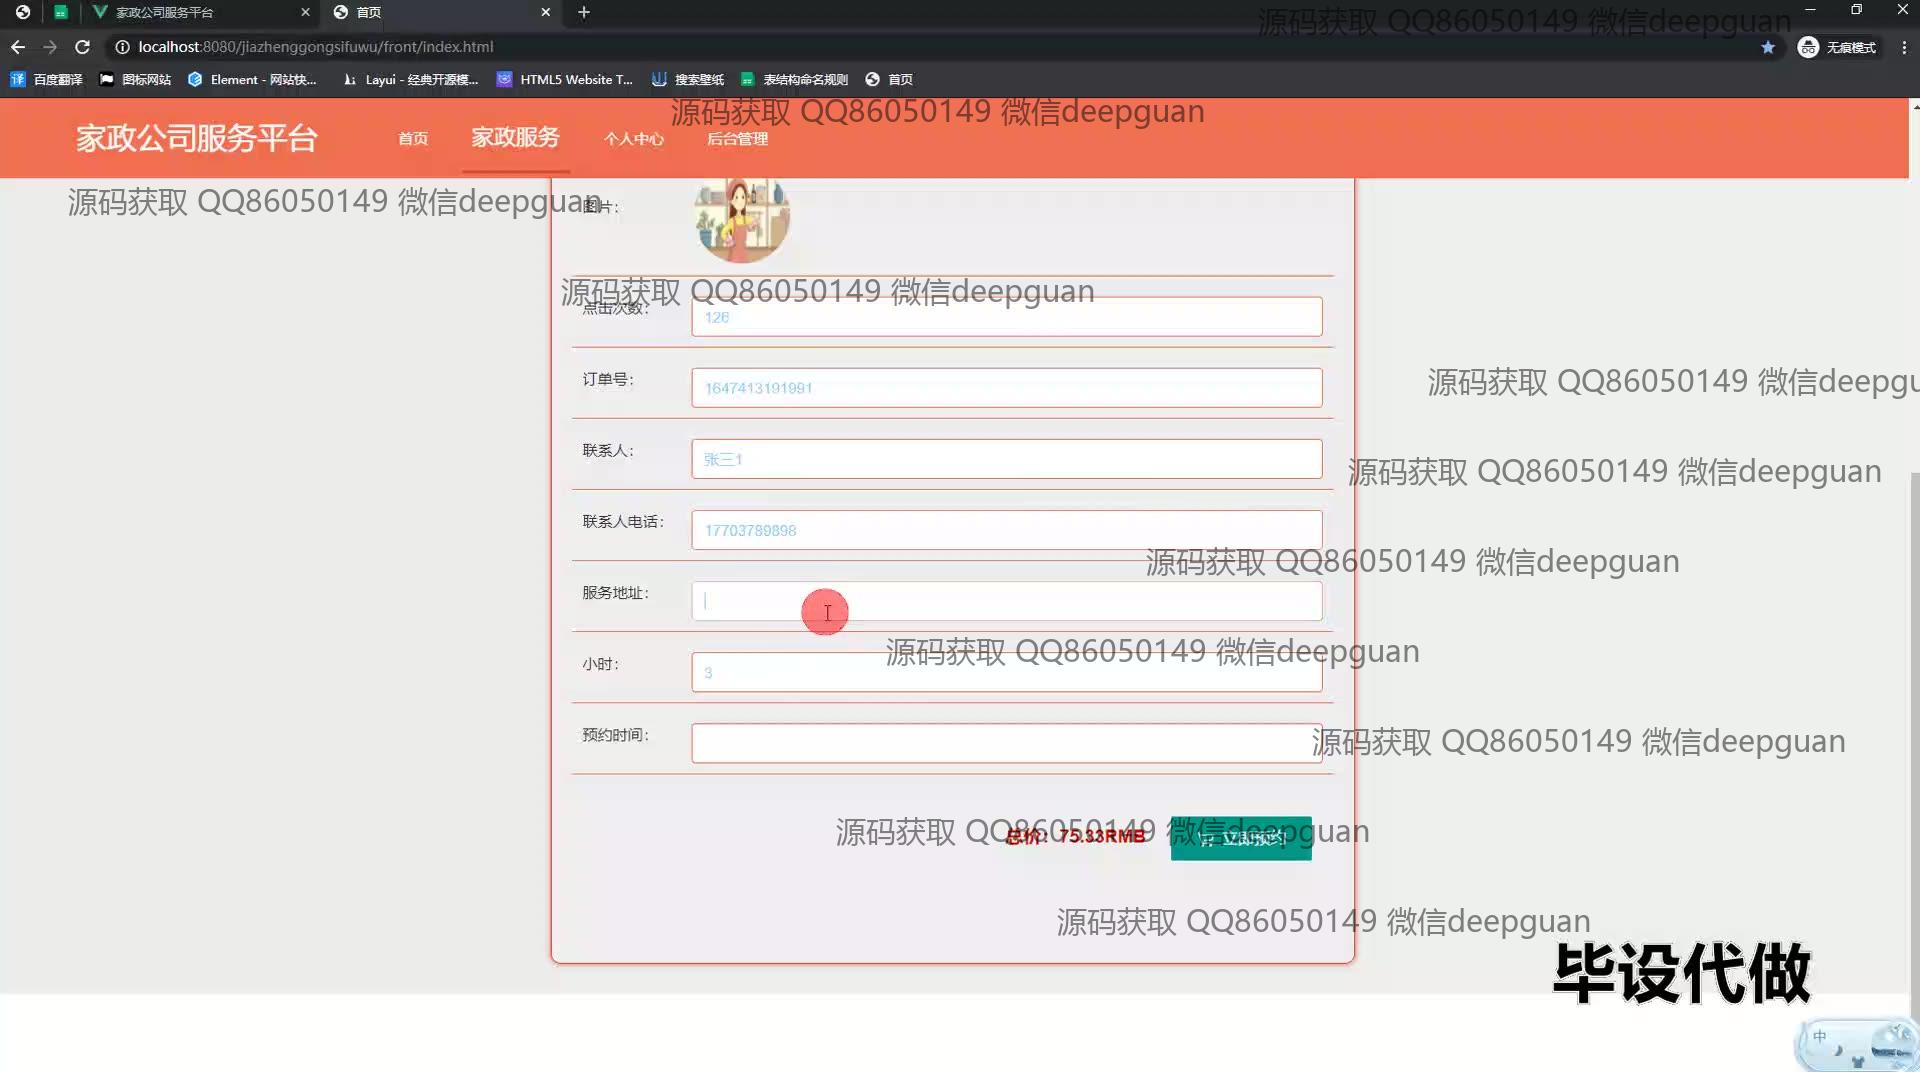 家政公司服务平台
首页
源码获取 QQ86050149 微信deepguan
localhost:8080/jiazhenggongsifuwu/front/index.html
无痕模式
百度翻译
图标网站
Element - 网站快...
Layui - 经典开源模...
HTML5 Website T...
搜索壁纸
表结构命名规则
首页
源码获取 QQ86050149 微信deepguan
家政公司服务平台
首页
家政服务
个人中心
后台管理
源码获取 QQ86050149 微信deepguan
图片：
源码获取 QQ86050149 微信deepguan
点击次数：
126
源码获取 QQ86050149 微信deepgu
订单号：
1647413191991
联系人：
张三1
源码获取 QQ86050149 微信deepguan
联系人电话：
17703789898
源码获取 QQ86050149 微信deepguan
服务地址：
源码获取 QQ86050149 微信deepguan
小时：
3
预约时间：
源码获取 QQ86050149 微信deepguan
源码获取 QQ86050149 微信deepguan
总价：75.33RMB
立即预约
源码获取 QQ86050149 微信deepguan
毕设代做
中